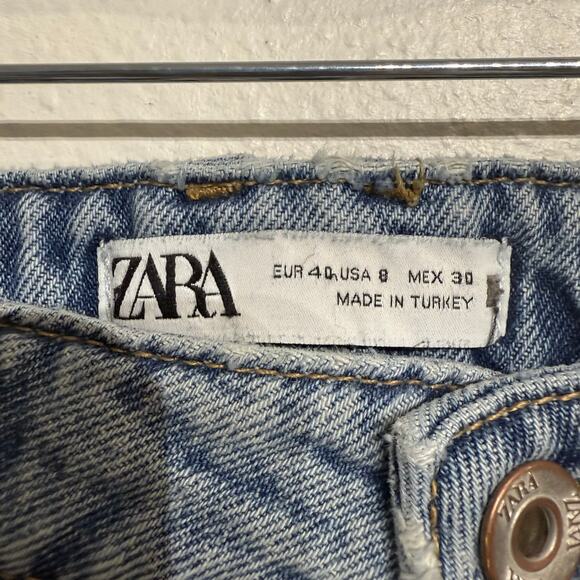 ZARA
EUR 40 USA 8 MEX 30
MADE IN TURKEY
ZARA